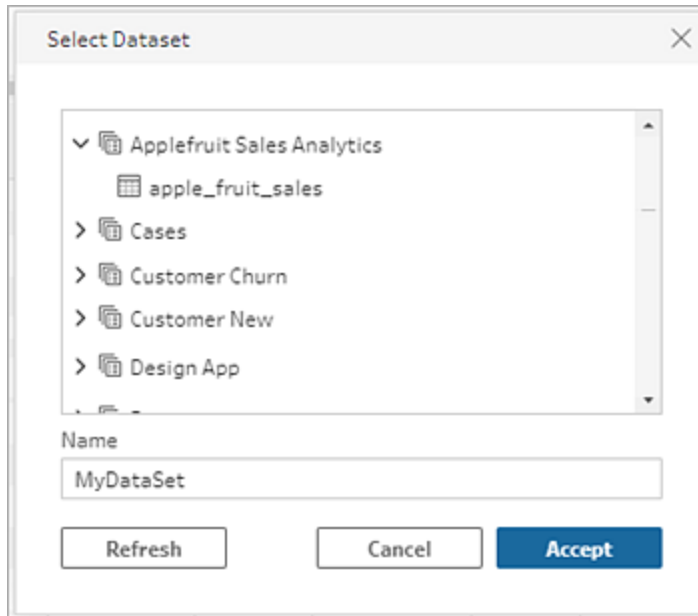 Select Dataset
Applefruit Sales Analytics
apple_fruit_sales
Cases
Customer Churn
Customer New
Design App
Name
MyDataSet
Refresh
Cancel
Accept